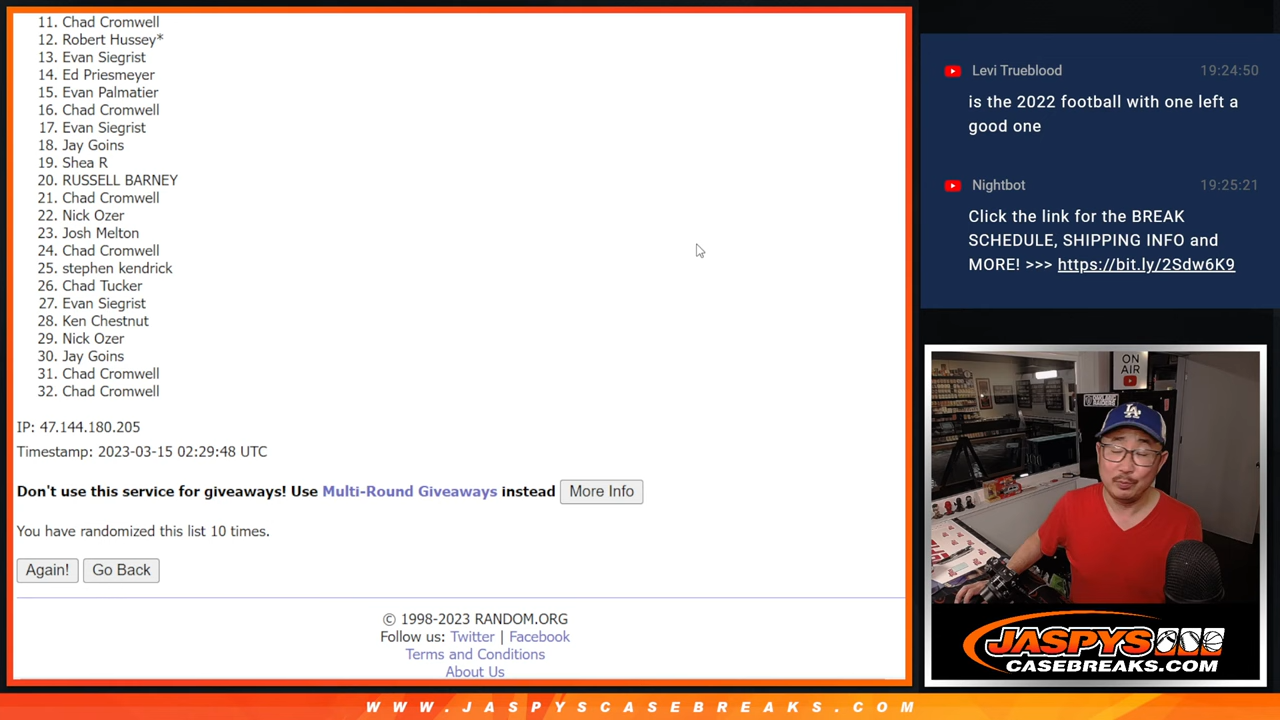 11. Chad Cromwell
12. Robert Hussey*
13. Evan Siegrist
14. Ed Priesmeyer
15. Evan Palmatier
16. Chad Cromwell
17. Evan Siegrist
18. Jay Goins
19. Shea R
20. RUSSELL BARNEY
21. Chad Cromwell
22. Nick Ozer
23. Josh Melton
24. Chad Cromwell
25. stephen kendrick
26. Chad Tucker
27. Evan Siegrist
28. Ken Chestnut
29. Nick Ozer
30. Jay Goins
31. Chad Cromwell
32. Chad Cromwell
IP: 47.144.180.205
Timestamp: 2023-03-15 02:29:48 UTC
Don't use this service for giveaways! Use Multi-Round Giveaways instead More Info
You have randomized this list 10 times.
Again! Go Back
© 1998-2023 RANDOM.ORG
Follow us: Twitter | Facebook
Terms and Conditions
About Us
Levi Trueblood 19:24:50
is the 2022 football with one left a
good one
Nightbot 19:25:21
Click the link for the BREAK
SCHEDULE, SHIPPING INFO and
MORE! >>> https://bit.ly/2Sdw6K9
ON
AIR
LA
JASPYS
CASEBREAKS.COM
WWW.JASPYSCASEBREAKS.COM